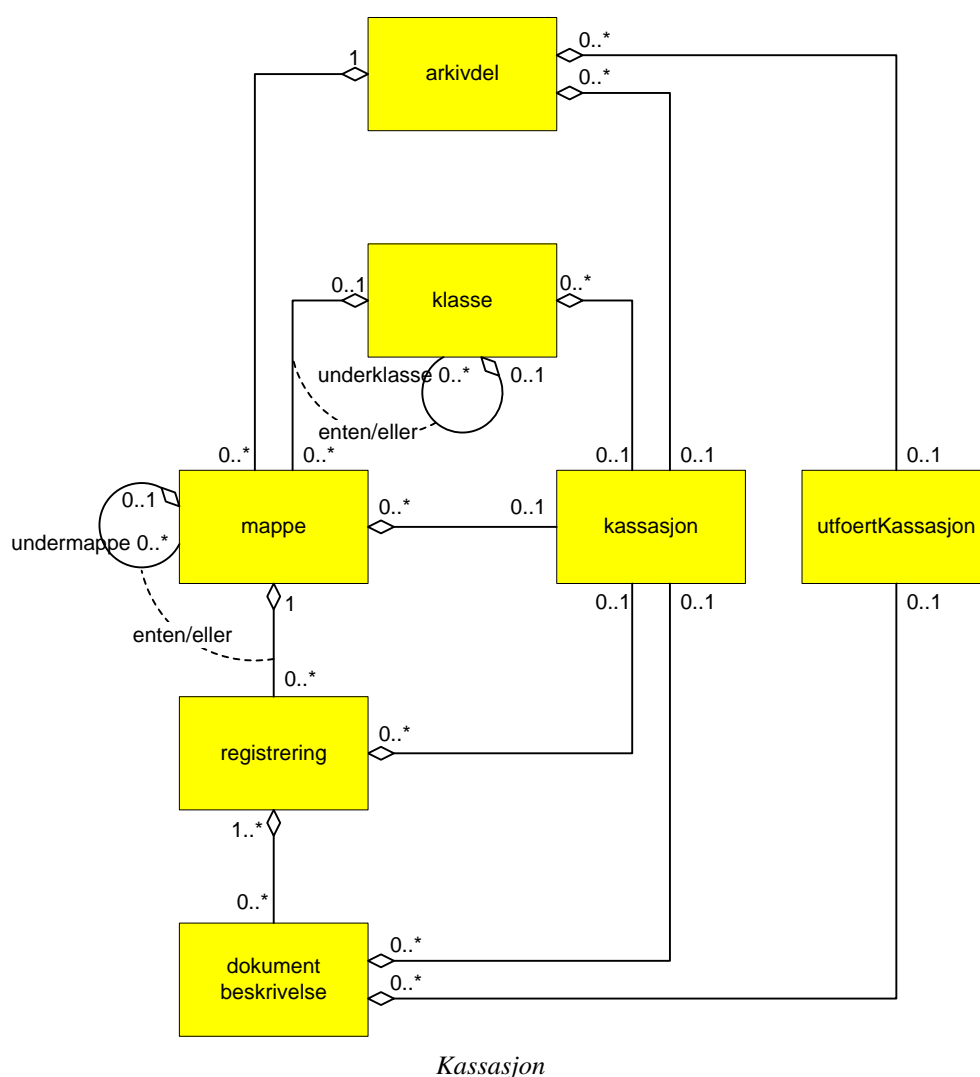 0..*
1
arkivdel
0..*
0..1
klasse
0..*
underklasse 0..*
0..1
enten/eller
0..*
0..*
0..1
0..1
0..1
0..1
mappe
0..*
0..1
kassasjon
utfoertKassasjon
undermappe 0..*
1
0..1
0..1
0..1
enten/eller
0..*
registrering
0..*
1..*
0..*
dokument
beskrivelse
0..*
0..*
Kassasjon